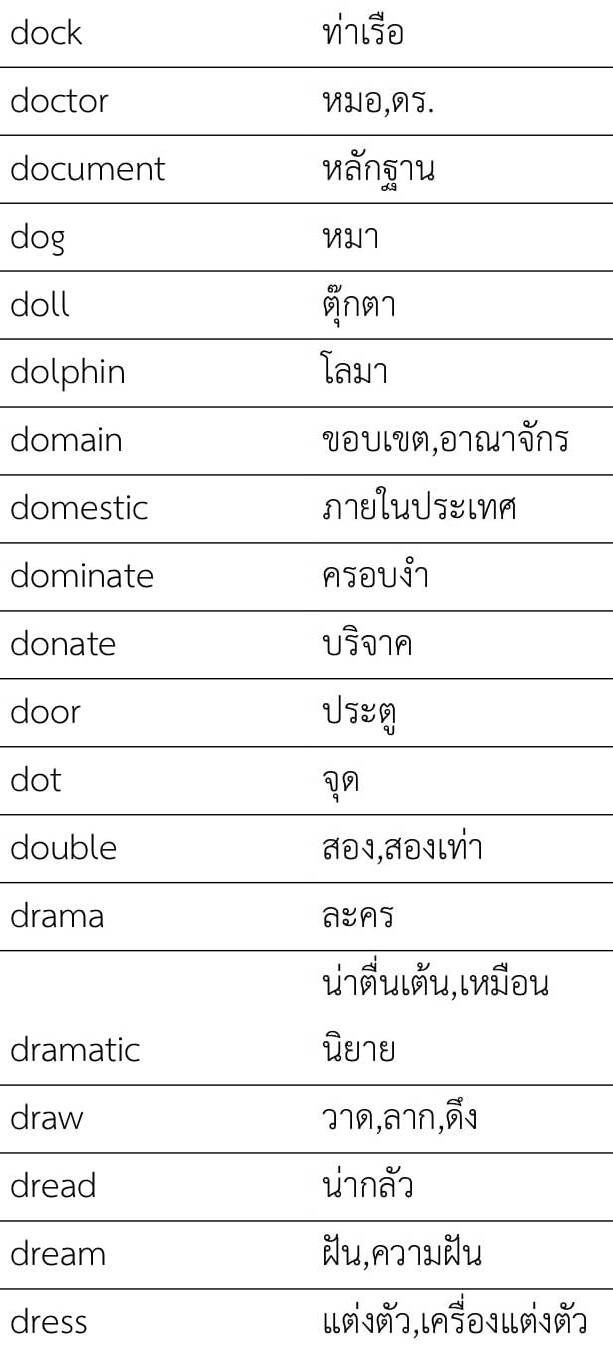 dock ท่าเรือ
doctor หมอ,ดร.
document หลักฐาน
dog หมา
doll ตุ๊กตา
dolphin โลมา
domain ขอบเขต,อาณาจักร
domestic ภายในประเทศ
dominate ครอบงำ
donate บริจาค
door ประตู
dot จุด
double สอง,สองเท่า
drama ละคร
น่าตื่นเต้น,เหมือน
dramatic นิยาย
draw วาด,ลาก,ดึง
dread น่ากลัว
dream ฝัน,ความฝัน
dress แต่งตัว,เครื่องแต่งตัว